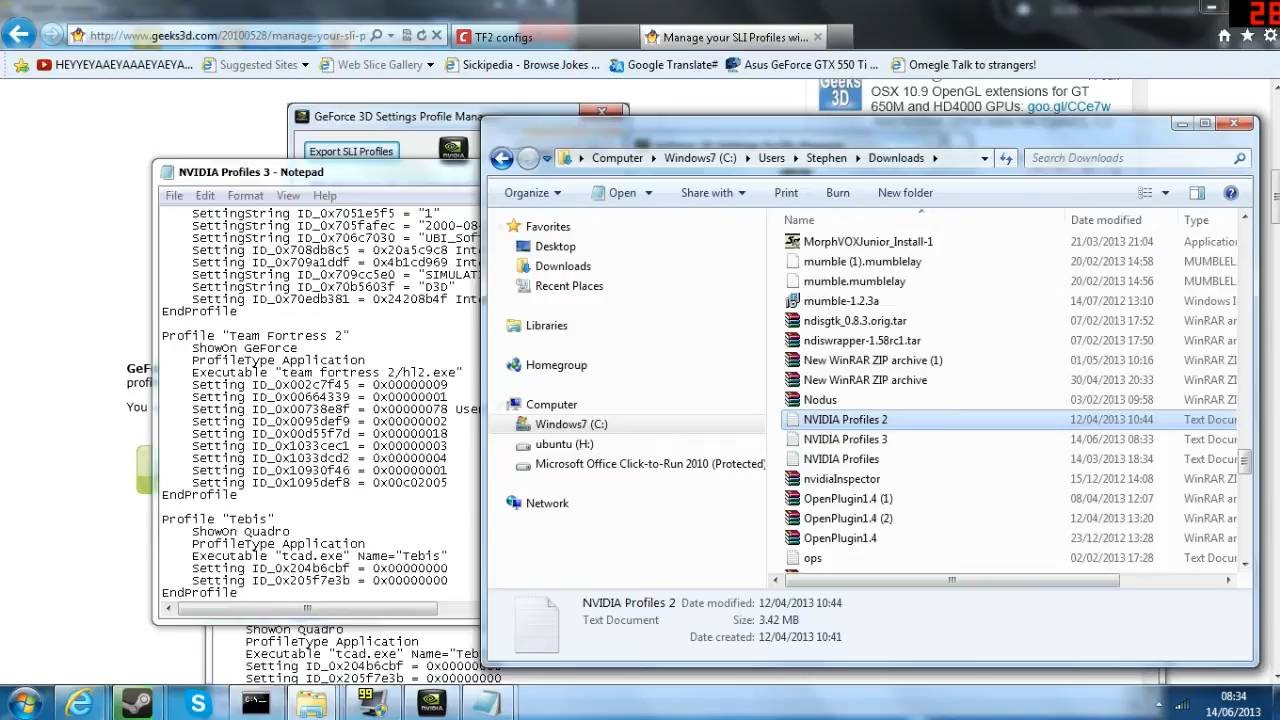 28
http://www.geeks3d.com/20100528/manage-your-sli-p
TF2 configs
Manage your SLI Profiles wi...
HEYYEYAAEYAAAEYAEYA...
Suggested Sites
Web Slice Gallery
Sickipedia - Browse Jokes ...
Google Translate#
Asus GeForce GTX 550 Ti ...
Omegle Talk to strangers!
Geeks
3D
OSX 10.9 OpenGL extensions for GT
650M and HD4000 GPUs: goo.gl/CCe7w
GeForce 3D Settings Profile Mana
Export SLI Profiles
NVIDIA Profiles 3 - Notepad
File Edit Format View Help
SettingString ID_0x7051e5f5 = "1"
SettingString ID_0x705fafec = "2000-08-
SettingString ID_0x706c7030 = "UBI_Sof
Setting ID_0x708db8c5 = 0x20a5c9c8 Inte
Setting ID_0x709a1ddf = 0x4b1cd969 Inte
SettingString ID_0x709cc5e0 = "SIMULAT
SettingString ID_0x70b5603f = "D3D"
Setting ID_0x70edb381 = 0x24208b4f Inte
EndProfile
Profile "Team Fortress 2"
ShowOn GeForce
ProfileType Application
Executable "team fortress 2/hl2.exe"
Setting ID_0x002c7f45 = 0x00000009
Setting ID_0x00664339 = 0x00000001
Setting ID_0x00738e8f = 0x00000078 User
Setting ID_0x0095def9 = 0x00000002
Setting ID_0x00d55f7d = 0x00000018
Setting ID_0x1033cec1 = 0x00000003
Setting ID_0x1033dcd2 = 0x00000004
Setting ID_0x10930f46 = 0x00000001
Setting ID_0x1095def8 = 0x00c02005
EndProfile
Profile "Tebis"
ShowOn Quadro
ProfileType Application
Executable "tcad.exe" Name="Tebis"
Setting ID_0x204b6cbf = 0x00000000
Setting ID_0x205f7e3b = 0x00000000
EndProfile
GeF
profi
You
ShowOn Quadro
ProfileType Application
Executable "tcad.exe" Name="Teb
Setting ID_0x204b6cbf = 0x00000000
Setting ID_0x205f7e3b = 0x00000000
Computer Windows7 (C:) Users Stephen Downloads
Search Downloads
Organize Open Share with Print Burn New folder
Favorites
Desktop
Downloads
Recent Places
Libraries
Homegroup
Computer
Windows7 (C:)
ubuntu (H:)
Microsoft Office Click-to-Run 2010 (Protected)
Network
Name Date modified Type
MorphVOXJunior_Install-1 21/03/2013 21:04 Applicatio
mumble (1).mumblelay 20/02/2013 14:58 MUMBLEL
mumble.mumblelay 20/02/2013 14:56 MUMBLEL
mumble-1.2.3a 14/07/2012 13:10 Windows I
ndisgtk_0.8.3.orig.tar 07/02/2013 17:52 WinRAR ar
ndiswrapper-1.58rc1.tar 07/02/2013 17:50 WinRAR ar
New WinRAR ZIP archive (1) 01/05/2013 10:16 WinRAR ZI
New WinRAR ZIP archive 30/04/2013 20:33 WinRAR ZI
Nodus 03/02/2013 09:58 WinRAR ar
NVIDIA Profiles 2 12/04/2013 10:44 Text Docur
NVIDIA Profiles 3 14/06/2013 08:33 Text Docur
NVIDIA Profiles 14/03/2013 18:34 Text Docur
nvidiaInspector 15/12/2012 14:08 WinRAR ZI
OpenPlugin1.4 (1) 08/04/2013 12:07 WinRAR ar
OpenPlugin1.4 (2) 12/04/2013 13:20 WinRAR ar
OpenPlugin1.4 23/12/2012 13:28 WinRAR ar
ops 02/02/2013 17:28 Text Docur
NVIDIA Profiles 2 Date modified: 12/04/2013 10:44
Text Document Size: 3.42 MB
Date created: 12/04/2013 10:41
99
08:34
14/06/2013